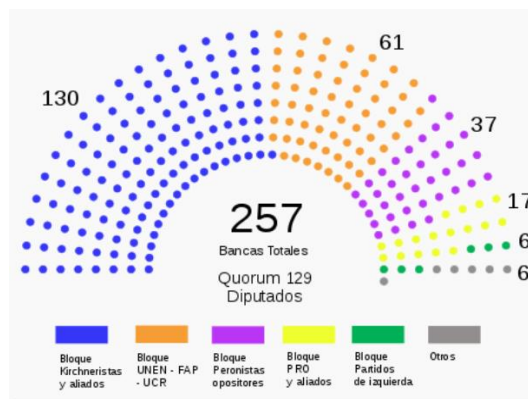 61
130
37
17
257
Bancas Totales
6
Quorum 129
Diputados
6
Bloque
Kirchneristas
y aliados
Bloque
UNEN - FAP
- UCR
Bloque
Peronistas
opositores
Bloque
PRO
y aliados
Bloque
Partidos
de izquierda
Otros